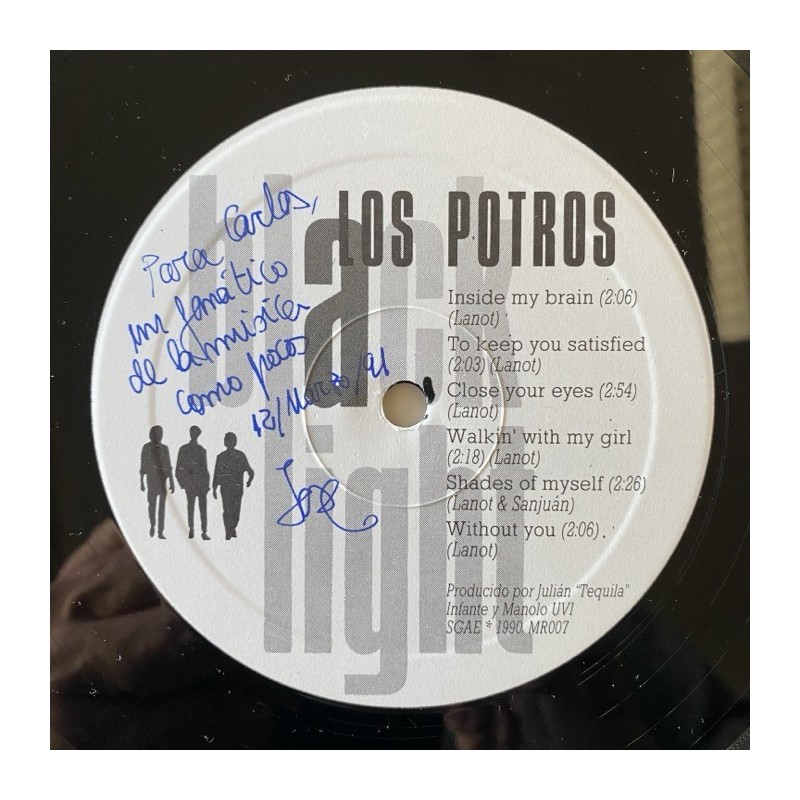 black
light
LOS POTROS
Para Carlos,
un fanático
de la música
como pocos
12/Marzo/91
Jose
Inside my brain (2:06)
(Lanot)
To keep you satisfied
(2:03) (Lanot)
Close your eyes (2:54)
(Lanot)
Walkin' with my girl
(2:18) (Lanot)
Shades of myself (2:26)
(Lanot & Sanjuán)
Without you (2:06).
(Lanot)
Producido por Julián "Tequila"
Infante y Manolo UVI
SGAE * 1990. MR007